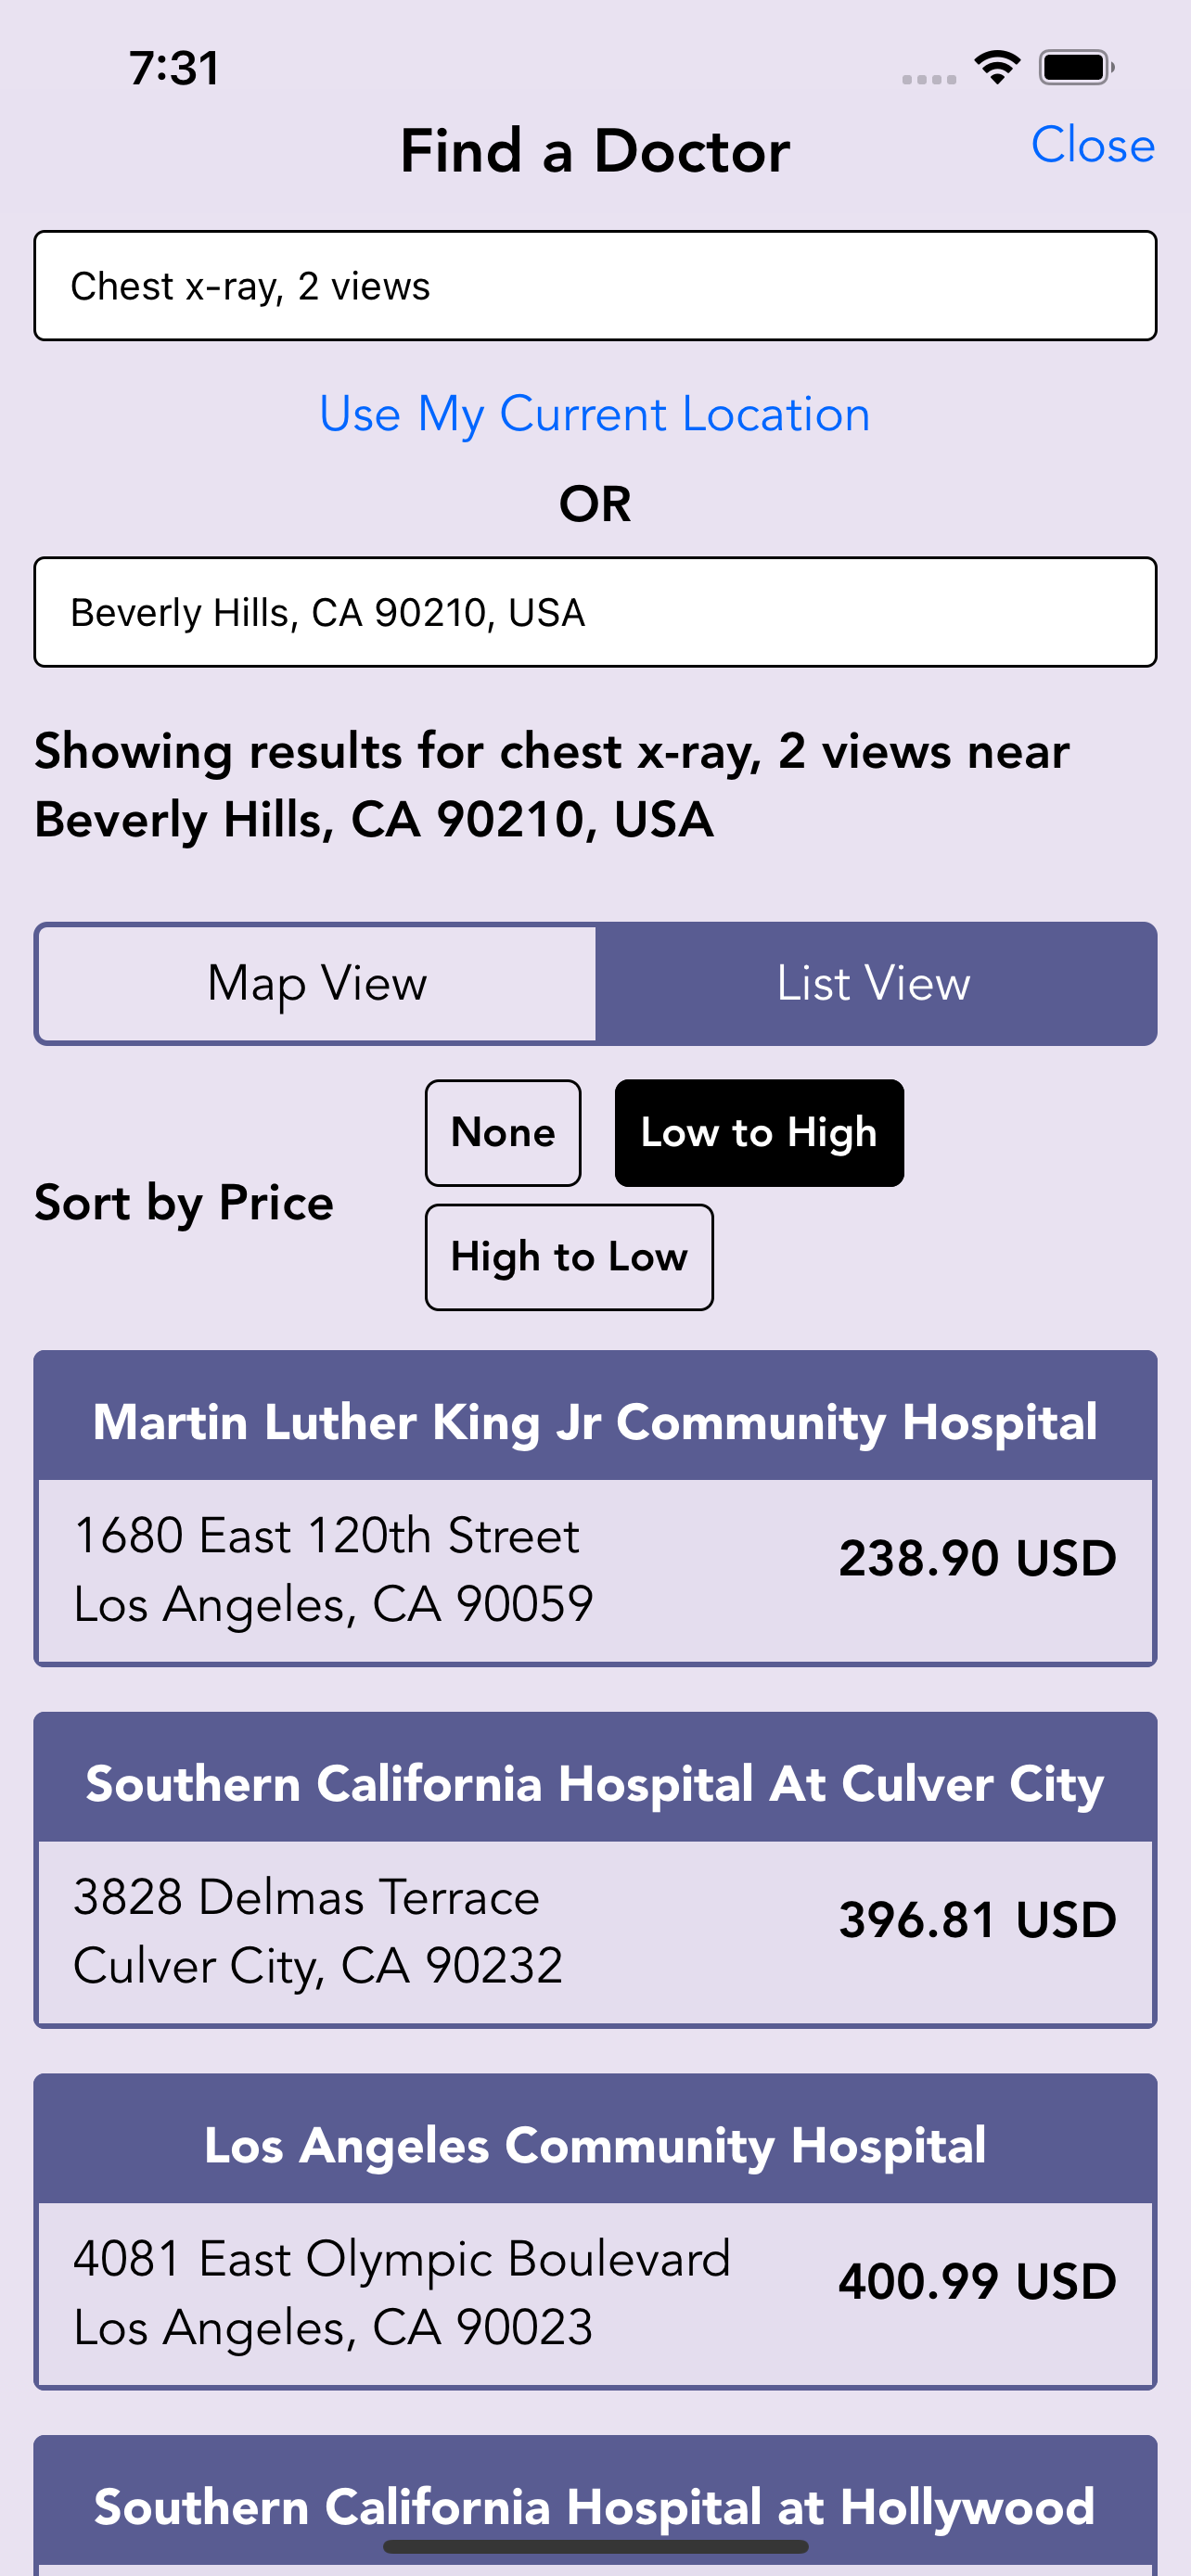 7:31
Find a Doctor
Close
Chest x-ray, 2 views
Use My Current Location
OR
Beverly Hills, CA 90210, USA
Showing results for chest x-ray, 2 views near
Beverly Hills, CA 90210, USA
Map View
List View
None
Low to High
Sort by Price
High to Low
Martin Luther King Jr Community Hospital
1680 East 120th Street
Los Angeles, CA 90059
238.90 USD
Southern California Hospital At Culver City
3828 Delmas Terrace
Culver City, CA 90232
396.81 USD
Los Angeles Community Hospital
4081 East Olympic Boulevard
Los Angeles, CA 90023
400.99 USD
Southern California Hospital at Hollywood